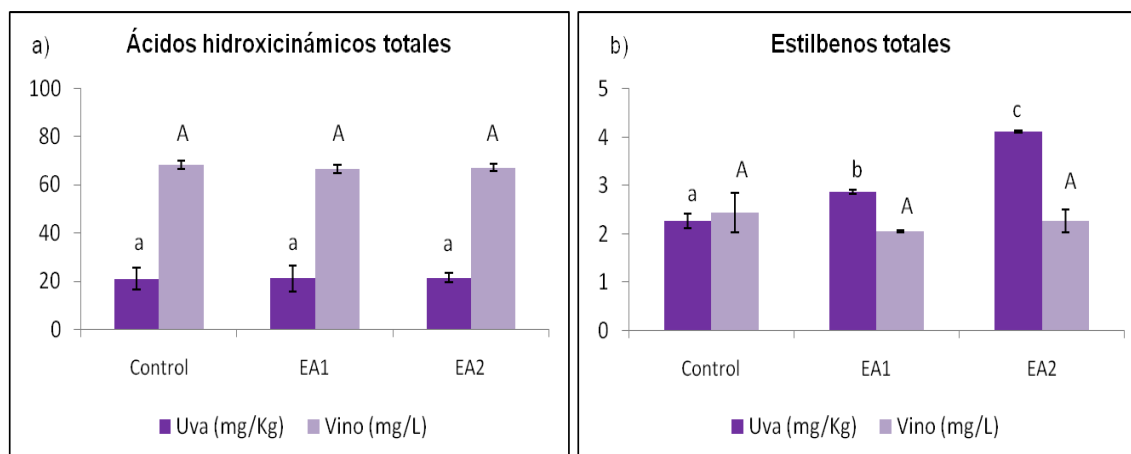 a) Ácidos hidroxicinámicos totales
100
80
60
40
20
0
A
A
A
a
a
a
Control EA1 EA2
Uva (mg/Kg) Vino (mg/L)
b) Estilbenos totales
5
4
3
2
1
0
a
A
b
A
c
A
Control EA1 EA2
Uva (mg/Kg) Vino (mg/L)